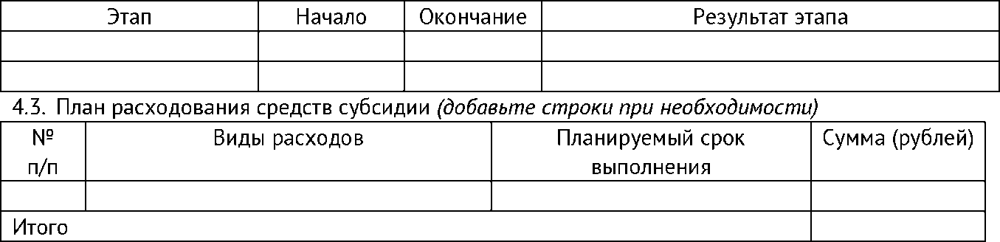 Этап Начало Окончание Результат этапа
4.3. План расходования средств субсидии (добавьте строки при необходимости)
№ Виды расходов Планируемый срок Сумма (рублей)
п/п выполнения
Итого